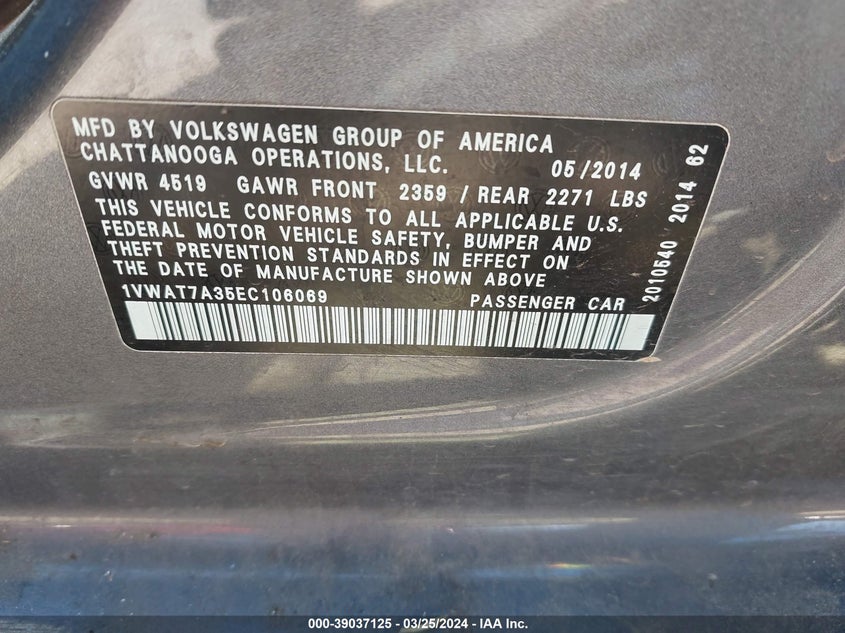 MFD BY VOLKSWAGEN GROUP OF AMERICA
CHATTANOOGA OPERATIONS, LLC. 05/2014
GVWR 4519 GAWR FRONT 2359 / REAR 2271 LBS
THIS VEHICLE CONFORMS TO ALL APPLICABLE U.S.
FEDERAL MOTOR VEHICLE SAFETY, BUMPER AND
THEFT PREVENTION STANDARDS IN EFFECT ON
THE DATE OF MANUFACTURE SHOWN ABOVE
1VWAT7A35EC106069 PASSENGER CAR
2010540 2014 62
000-39037125 - 03/25/2024 - IAA Inc.